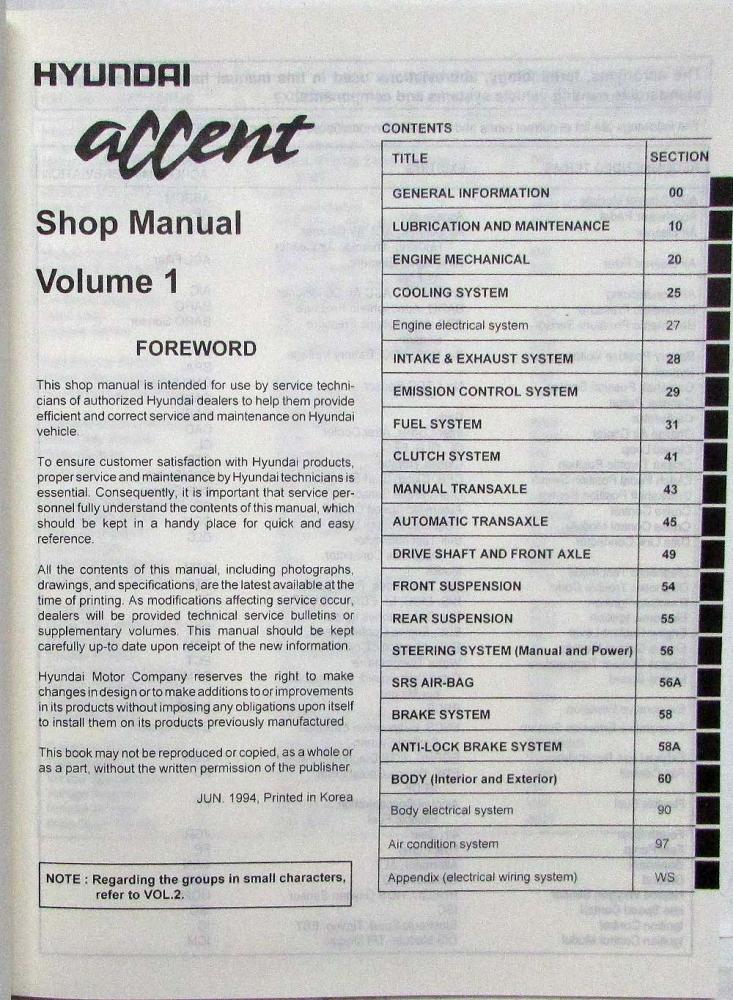 HYUNDAI
accent
Shop Manual
Volume 1
FOREWORD
This shop manual is intended for use by service techni-
cians of authorized Hyundai dealers to help them provide
efficient and correct service and maintenance on Hyundai
vehicle.
To ensure customer satisfaction with Hyundai products,
proper service and maintenance by Hyundai technicians is
essential. Consequently, it is important that service per-
sonnel fully understand the contents of this manual, which
should be kept in a handy place for quick and easy
reference.
All the contents of this manual, including photographs,
drawings, and specifications, are the latest available at the
time of printing. As modifications affecting service occur,
dealers will be provided technical service bulletins or
supplementary volumes. This manual should be kept
carefully up-to date upon receipt of the new information.
Hyundai Motor Company reserves the right to make
changes in design or to make additions to or improvements
in its products without imposing any obligations upon itself
to install them on its products previously manufactured.
This book may not be reproduced or copied, as a whole or
as a part, without the written permission of the publisher,
JUN. 1994, Printed in Korea
NOTE : Regarding the groups in small characters,
refer to VOL.2.
CONTENTS
TITLE SECTION
GENERAL INFORMATION 00
LUBRICATION AND MAINTENANCE 10
ENGINE MECHANICAL 20
COOLING SYSTEM 25
Engine electrical system 27
INTAKE & EXHAUST SYSTEM 28
EMISSION CONTROL SYSTEM 29
FUEL SYSTEM 31
CLUTCH SYSTEM 41
MANUAL TRANSAXLE 43
AUTOMATIC TRANSAXLE 45
DRIVE SHAFT AND FRONT AXLE 49
FRONT SUSPENSION 54
REAR SUSPENSION 55
STEERING SYSTEM (Manual and Power) 56
SRS AIR-BAG 56A
BRAKE SYSTEM 58
ANTI-LOCK BRAKE SYSTEM 58A
BODY (Interior and Exterior) 60
Body electrical system 90
Air condition system 97
Appendix (electrical wiring system) WS